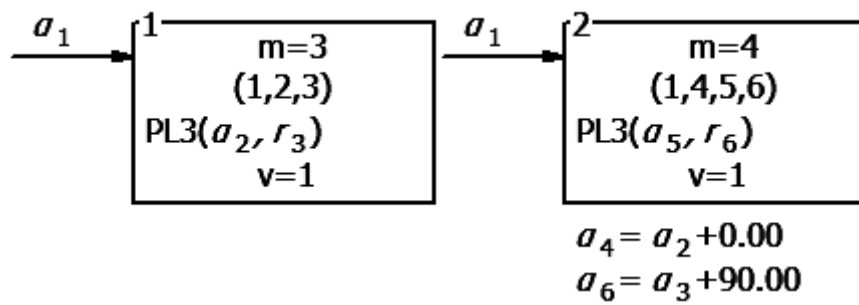 a₁
1
m=3
(1,2,3)
PL3(a₂, r₃)
v=1
a₁
2
m=4
(1,4,5,6)
PL3(a₅, r₆)
v=1
a₄= a₂+0.00
a₆= a₃+90.00